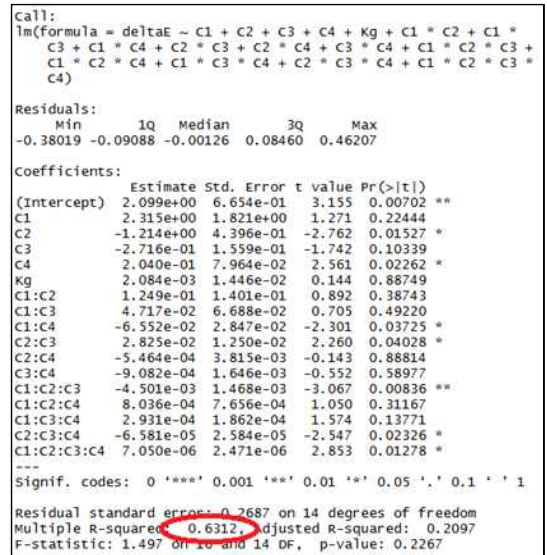 Call:
lm(formula = deltaE ~ C1 + C2 + C3 + C4 + Kg + C1 * C2 + C1 *
C3 + C1 * C4 + C2 * C3 + C2 * C4 + C3 * C4 + C1 * C2 * C3 +
C1 * C2 * C4 + C1 * C3 * C4 + C2 * C3 * C4 + C1 * C2 * C3 *
C4)
Residuals:
Min 1Q Median 3Q Max
-0.38019 -0.09088 -0.00126 0.08460 0.46207
Coefficients:
Estimate Std. Error t value Pr(>|t|)
(Intercept) 2.099e+00 6.654e-01 3.155 0.00702 **
C1 2.315e+00 1.821e+00 1.271 0.22444
C2 -1.214e+00 4.396e-01 -2.762 0.01527 *
C3 -2.716e-01 1.559e-01 -1.742 0.10339
C4 2.040e-01 7.964e-02 2.561 0.02262 *
Kg 2.084e-03 1.446e-02 0.144 0.88749
C1:C2 1.249e-01 1.401e-01 0.892 0.38743
C1:C3 4.717e-02 6.688e-02 0.705 0.49220
C1:C4 -6.552e-02 2.847e-02 -2.301 0.03725 *
C2:C3 2.825e-02 1.250e-02 2.260 0.04028 *
C2:C4 -5.464e-04 3.815e-03 -0.143 0.88814
C3:C4 -9.082e-04 1.646e-03 -0.552 0.58977
C1:C2:C3 -4.501e-03 1.468e-03 -3.067 0.00836 **
C1:C2:C4 8.036e-04 7.656e-04 1.050 0.31167
C1:C3:C4 2.931e-04 1.862e-04 1.574 0.13771
C2:C3:C4 -6.581e-05 2.584e-05 -2.547 0.02326 *
C1:C2:C3:C4 7.050e-06 2.471e-06 2.853 0.01278 *
---
Signif. codes: 0 '***' 0.001 '**' 0.01 '*' 0.05 '.' 0.1 ' ' 1
Residual standard error: 0.2687 on 14 degrees of freedom
Multiple R-squared: 0.6312, Adjusted R-squared: 0.2097
F-statistic: 1.497 on 16 and 14 DF, p-value: 0.2267